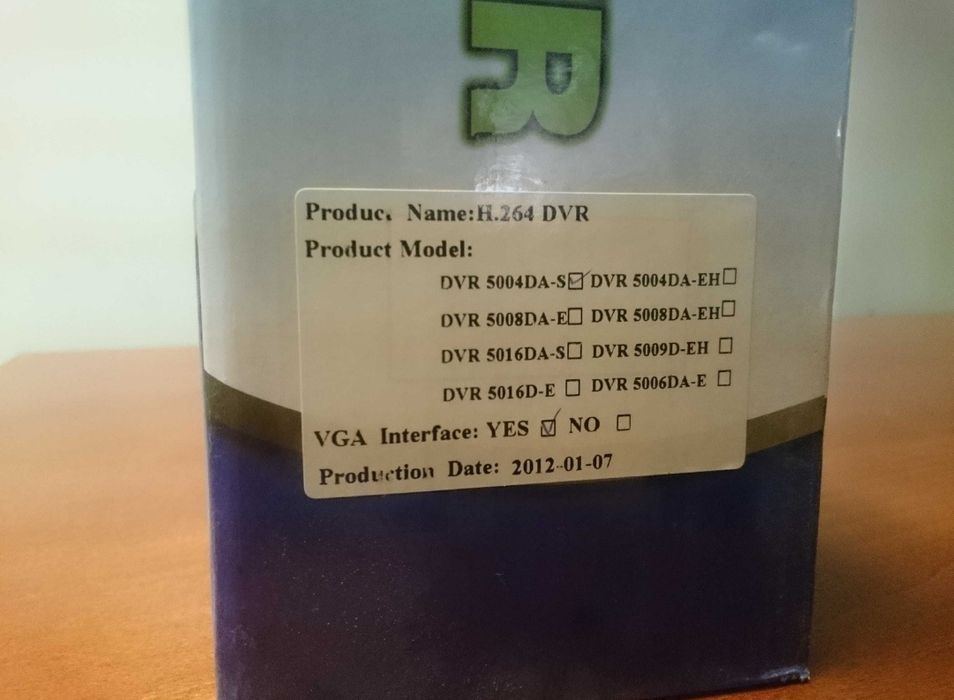 R
Product Name:H.264 DVR
Product Model:
DVR 5004DA-S☑ DVR 5004DA-EH☐
DVR 5008DA-E☐ DVR 5008DA-EH☐
DVR 5016DA-S☐ DVR 5009D-EH ☐
DVR 5016D-E ☐ DVR 5006DA-E ☐
VGA Interface: YES ☑ NO ☐
Production Date: 2012-01-07